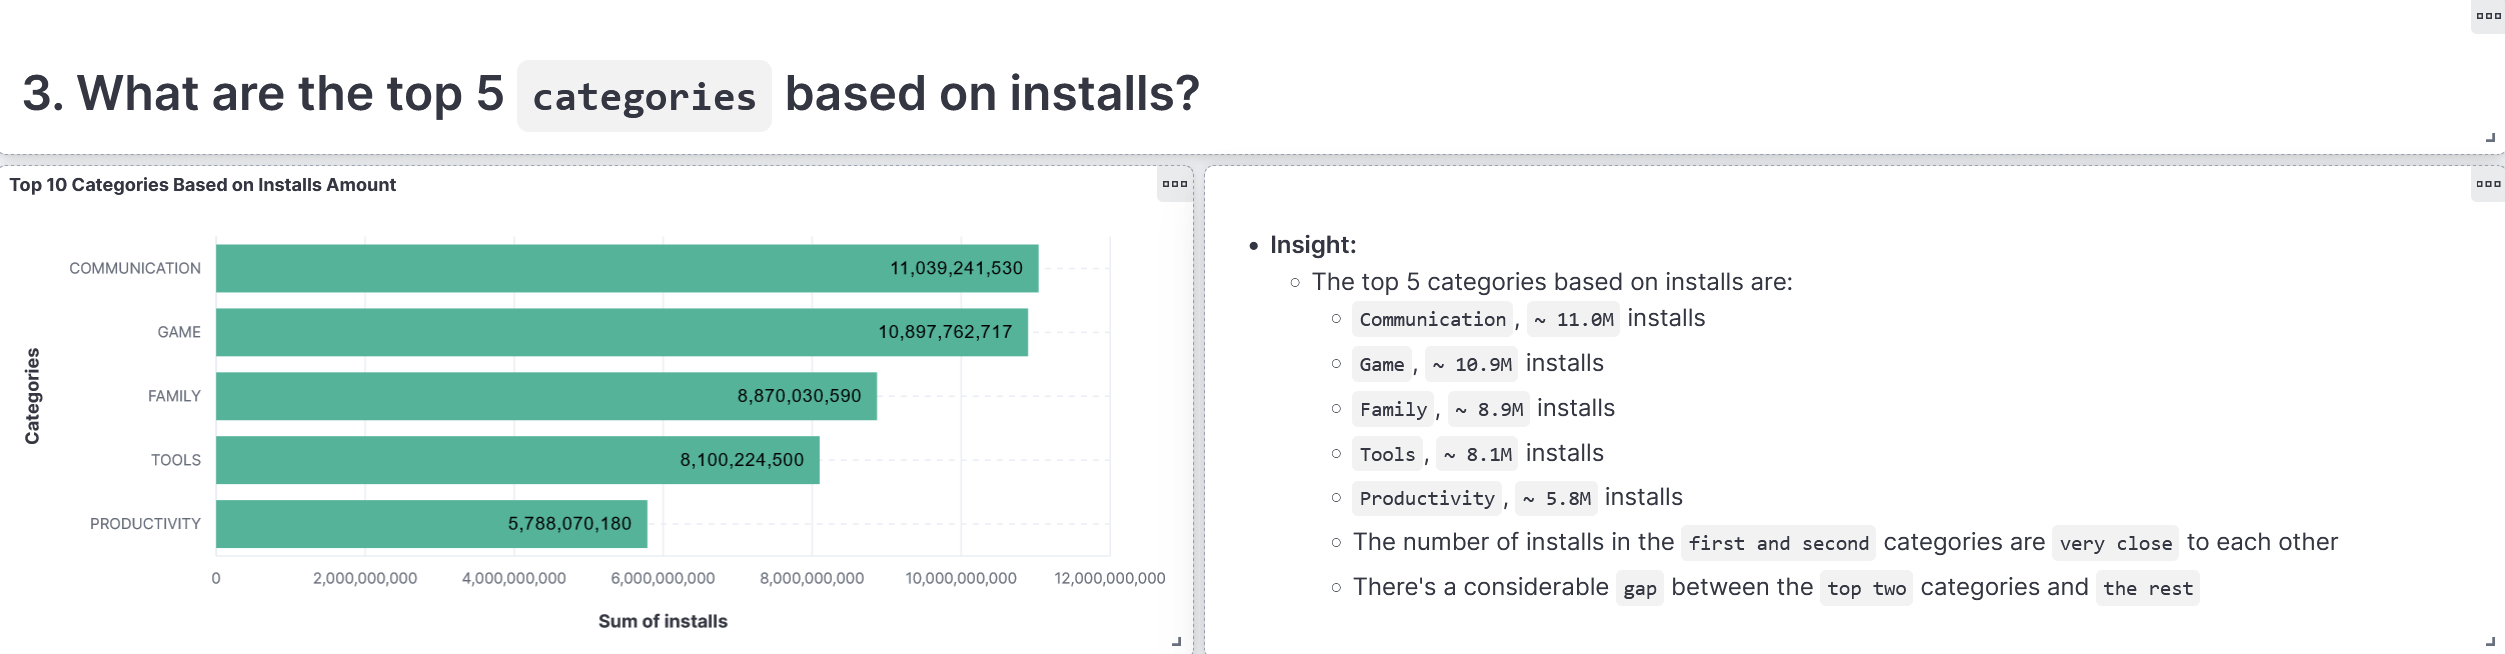 3. What are the top 5 categories based on installs?
Top 10 Categories Based on Installs Amount
Categories
COMMUNICATION 11,039,241,530
GAME 10,897,762,717
FAMILY 8,870,030,590
TOOLS 8,100,224,500
PRODUCTIVITY 5,788,070,180
0 2,000,000,000 4,000,000,000 6,000,000,000 8,000,000,000 10,000,000,000 12,000,000,000
Sum of installs
Insight:
The top 5 categories based on installs are:
Communication, ~ 11.0M installs
Game, ~ 10.9M installs
Family, ~ 8.9M installs
Tools, ~ 8.1M installs
Productivity, ~ 5.8M installs
The number of installs in the first and second categories are very close to each other
There's a considerable gap between the top two categories and the rest